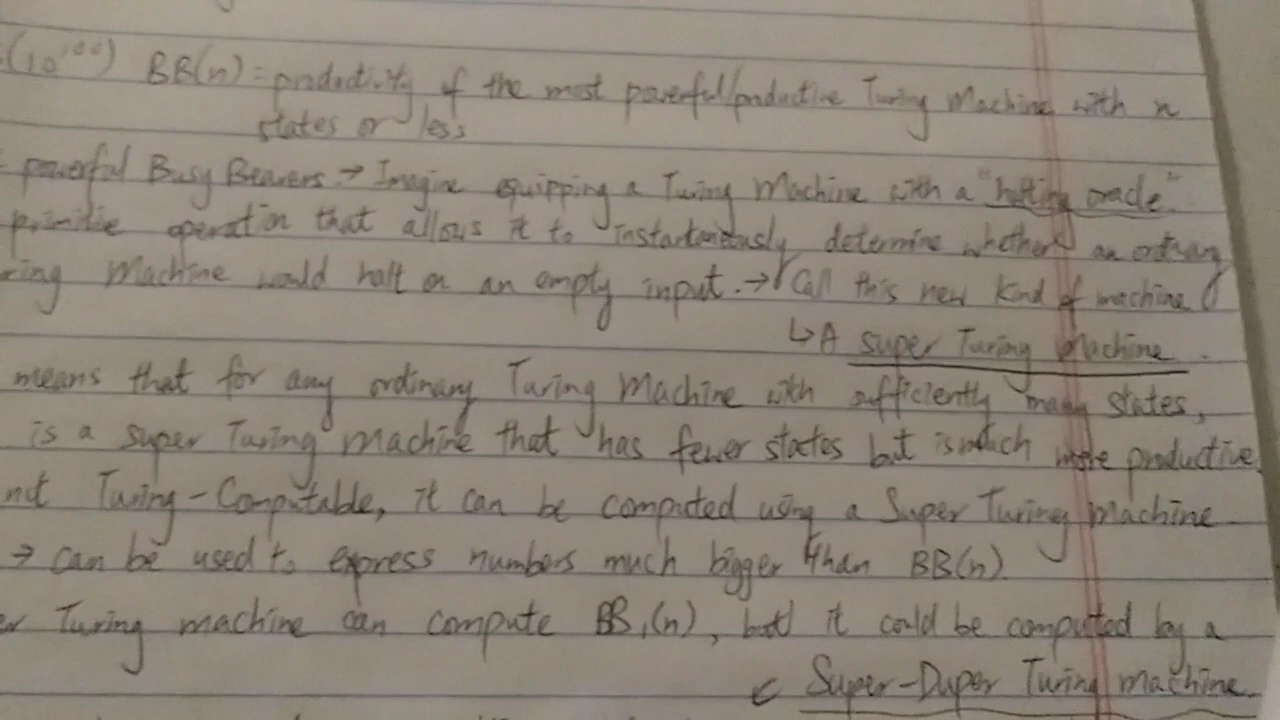 (10^100) BB(n) = productivity of the most powerful/productive Turing Machine with n
states or less
powerful Busy Beavers → Imagine equipping a Turing Machine with a "halting oracle"
primitive operation that allows it to instantaneously determine whether an ordinary
ring Machine would halt on an empty input. → Call this new kind of machine
↳ A super Turing Machine.
means that for any ordinary Turing Machine with sufficiently many states,
is a super Turing machine that has fewer states but is much more productive.
not Turing-Computable, it can be computed using a Super Turing Machine
→ can be used to express numbers much bigger than BB(n).
er Turing machine can compute BB₁(n), but it could be computed by a
Super-Duper Turing machine.